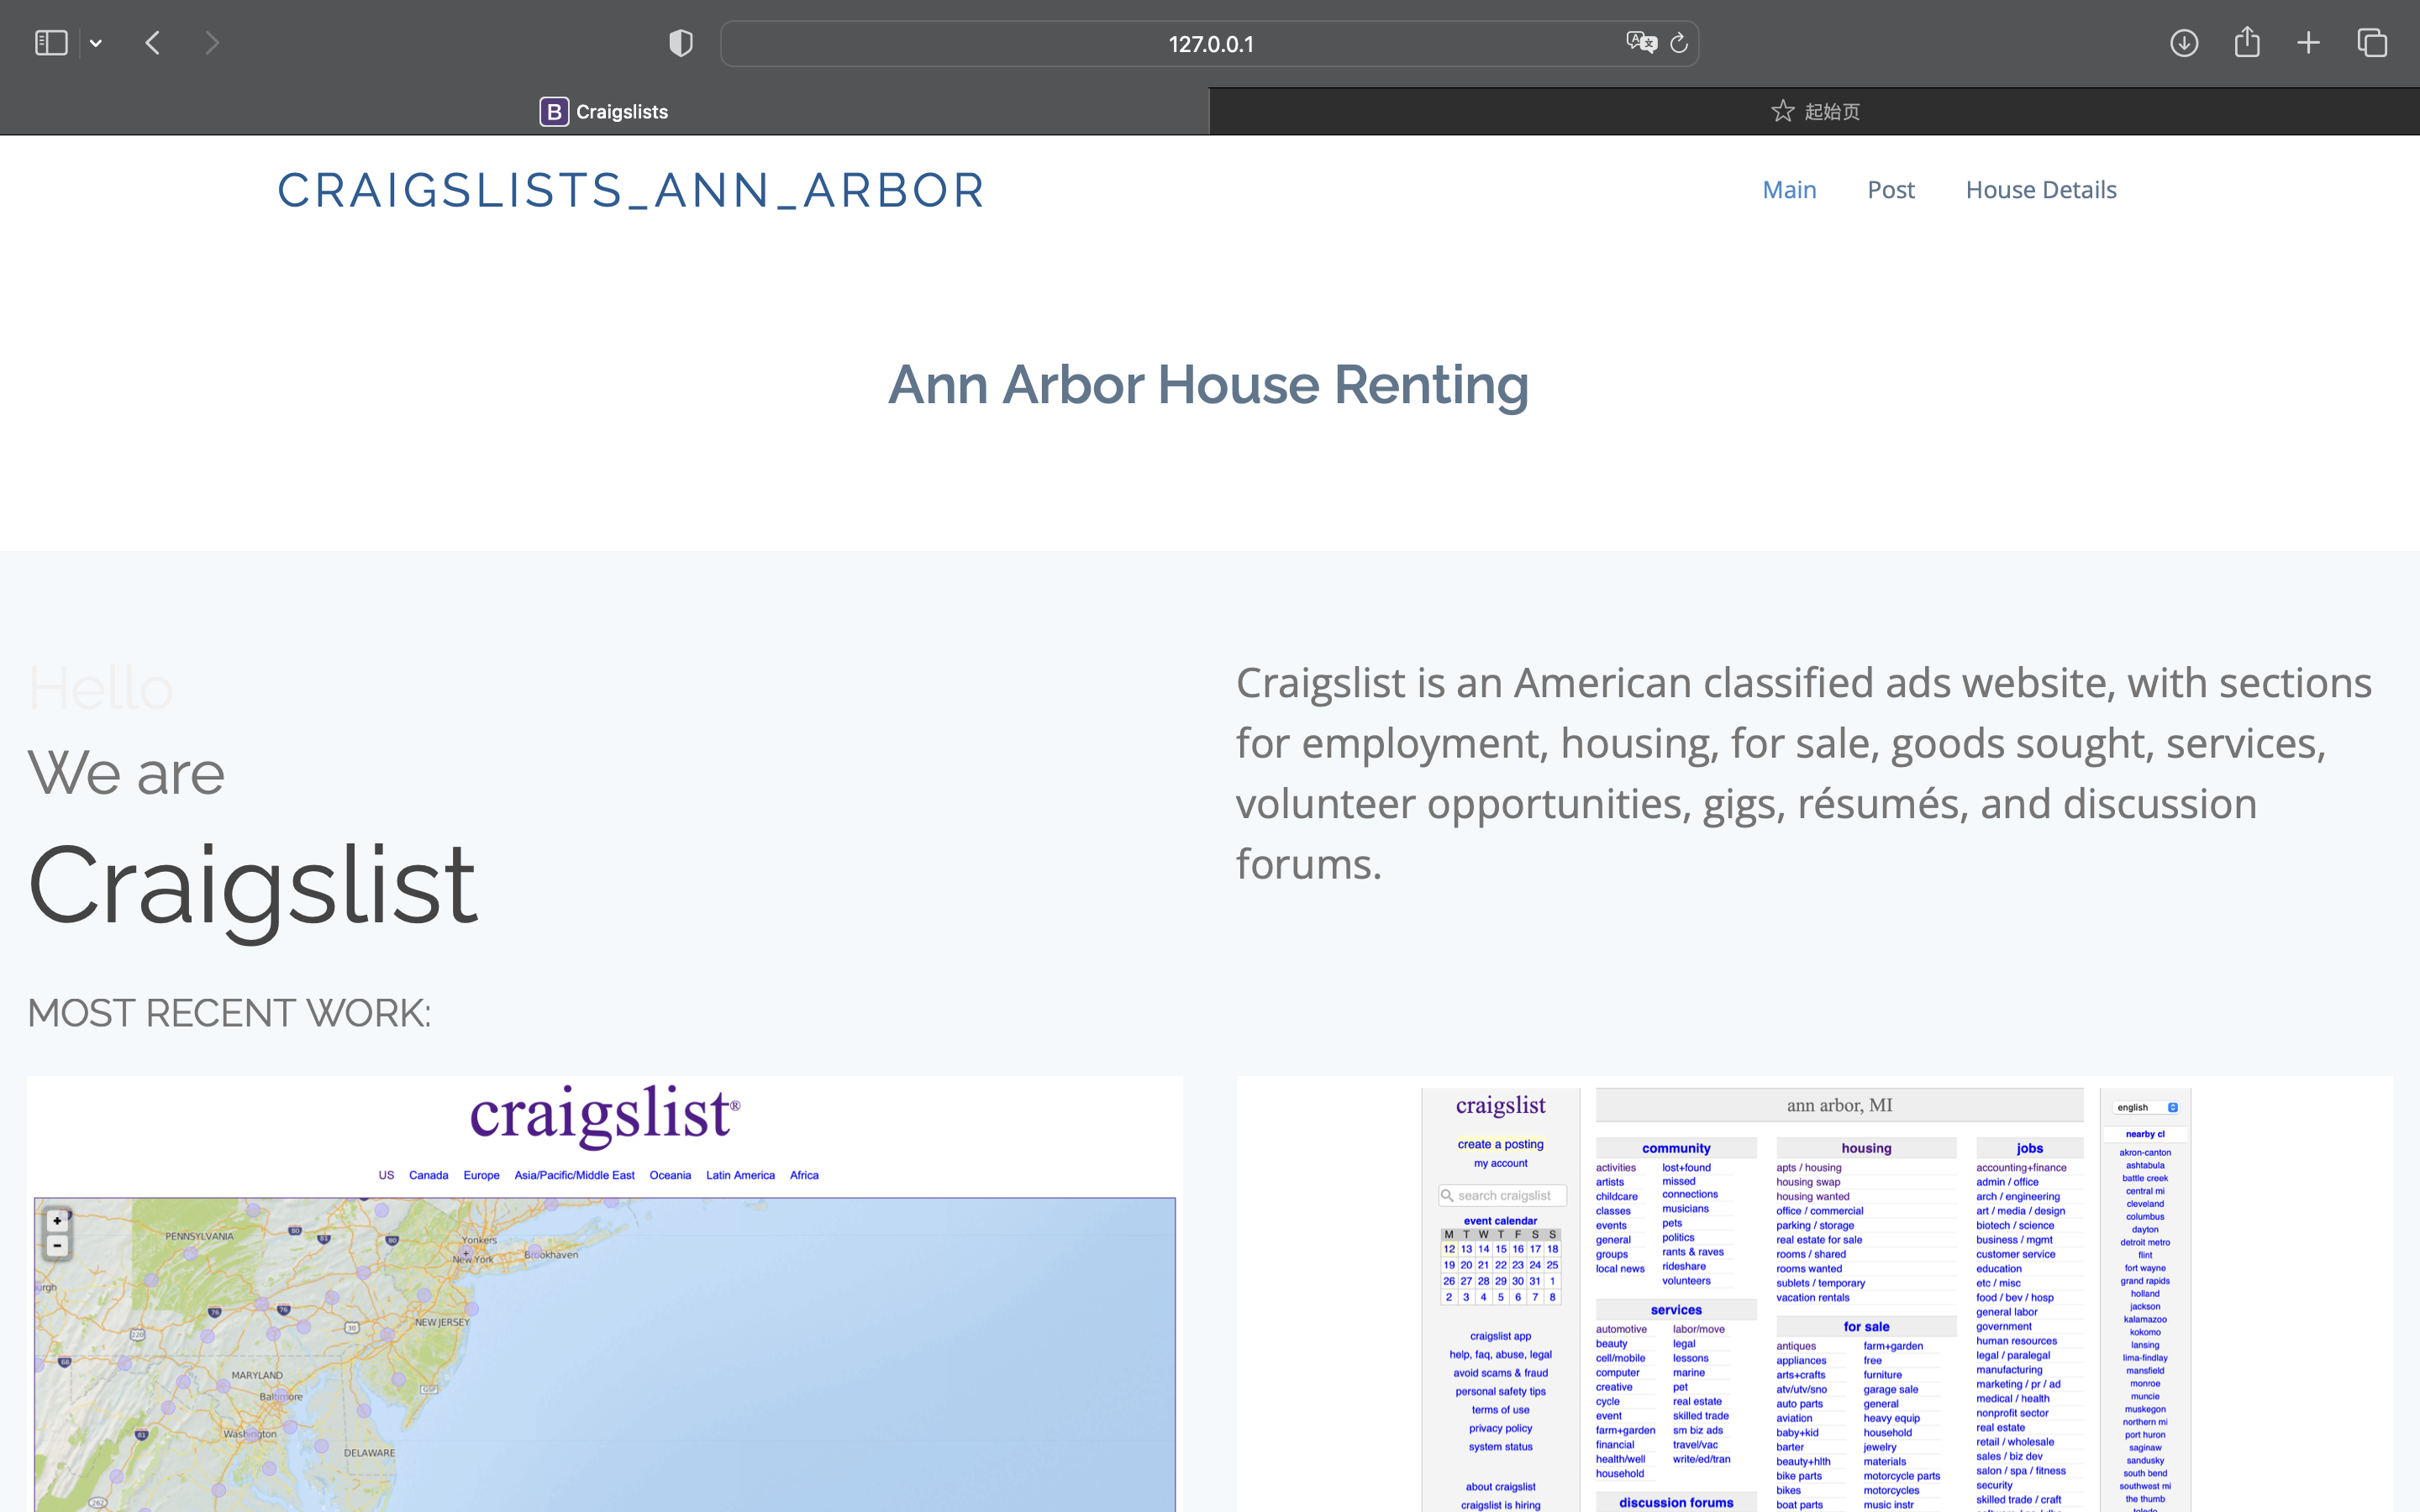 127.0.0.1
B Craigslists
起始页
CRAIGSLISTS_ANN_ARBOR
Main Post House Details
Ann Arbor House Renting
Hello
We are
Craigslist
MOST RECENT WORK:
Craigslist is an American classified ads website, with sections
for employment, housing, for sale, goods sought, services,
volunteer opportunities, gigs, résumés, and discussion
forums.
craigslist®
US Canada Europe Asia/Pacific/Middle East Oceania Latin America Africa
+
-
PENNSYLVANIA
80
81
80
Yonkers
New York
Brookhaven
urgh
76
76
220
30
NEW JERSEY
68
MARYLAND
GSP
Baltimore
81
Washington
DELAWARE
262
craigslist
create a posting
my account
search craigslist
event calendar
M T W T F S S
12 13 14 15 16 17 18
19 20 21 22 23 24 25
26 27 28 29 30 31 1
2 3 4 5 6 7 8
craigslist app
help, faq, abuse, legal
avoid scams & fraud
personal safety tips
terms of use
privacy policy
system status
about craigslist
craigslist is hiring
ann arbor, MI
community
activities
artists
childcare
classes
events
general
groups
local news
lost+found
missed
connections
musicians
pets
politics
rants & raves
rideshare
volunteers
services
automotive
beauty
cell/mobile
computer
creative
cycle
event
farm+garden
financial
health/well
household
labor/move
legal
lessons
marine
pet
real estate
skilled trade
sm biz ads
travel/vac
write/ed/tran
discussion forums
housing
apts / housing
housing swap
housing wanted
office / commercial
parking / storage
real estate for sale
rooms / shared
rooms wanted
sublets / temporary
vacation rentals
for sale
antiques
appliances
arts+crafts
atv/utv/sno
auto parts
aviation
baby+kid
barter
beauty+hlth
bike parts
bikes
boat parts
farm+garden
free
furniture
garage sale
general
heavy equip
household
jewelry
materials
motorcycle parts
motorcycles
music instr
jobs
accounting+finance
admin / office
arch / engineering
art / media / design
biotech / science
business / mgmt
customer service
education
etc / misc
food / bev / hosp
general labor
government
human resources
legal / paralegal
manufacturing
marketing / pr / ad
medical / health
nonprofit sector
real estate
retail / wholesale
sales / biz dev
salon / spa / fitness
security
skilled trade / craft
english
nearby cl
akron-canton
ashtabula
battle creek
central mi
cleveland
columbus
dayton
detroit metro
flint
fort wayne
grand rapids
holland
jackson
kalamazoo
kokomo
lansing
lima-findlay
mansfield
monroe
muncie
muskegon
northern mi
port huron
saginaw
sandusky
south bend
southwest mi
the thumb